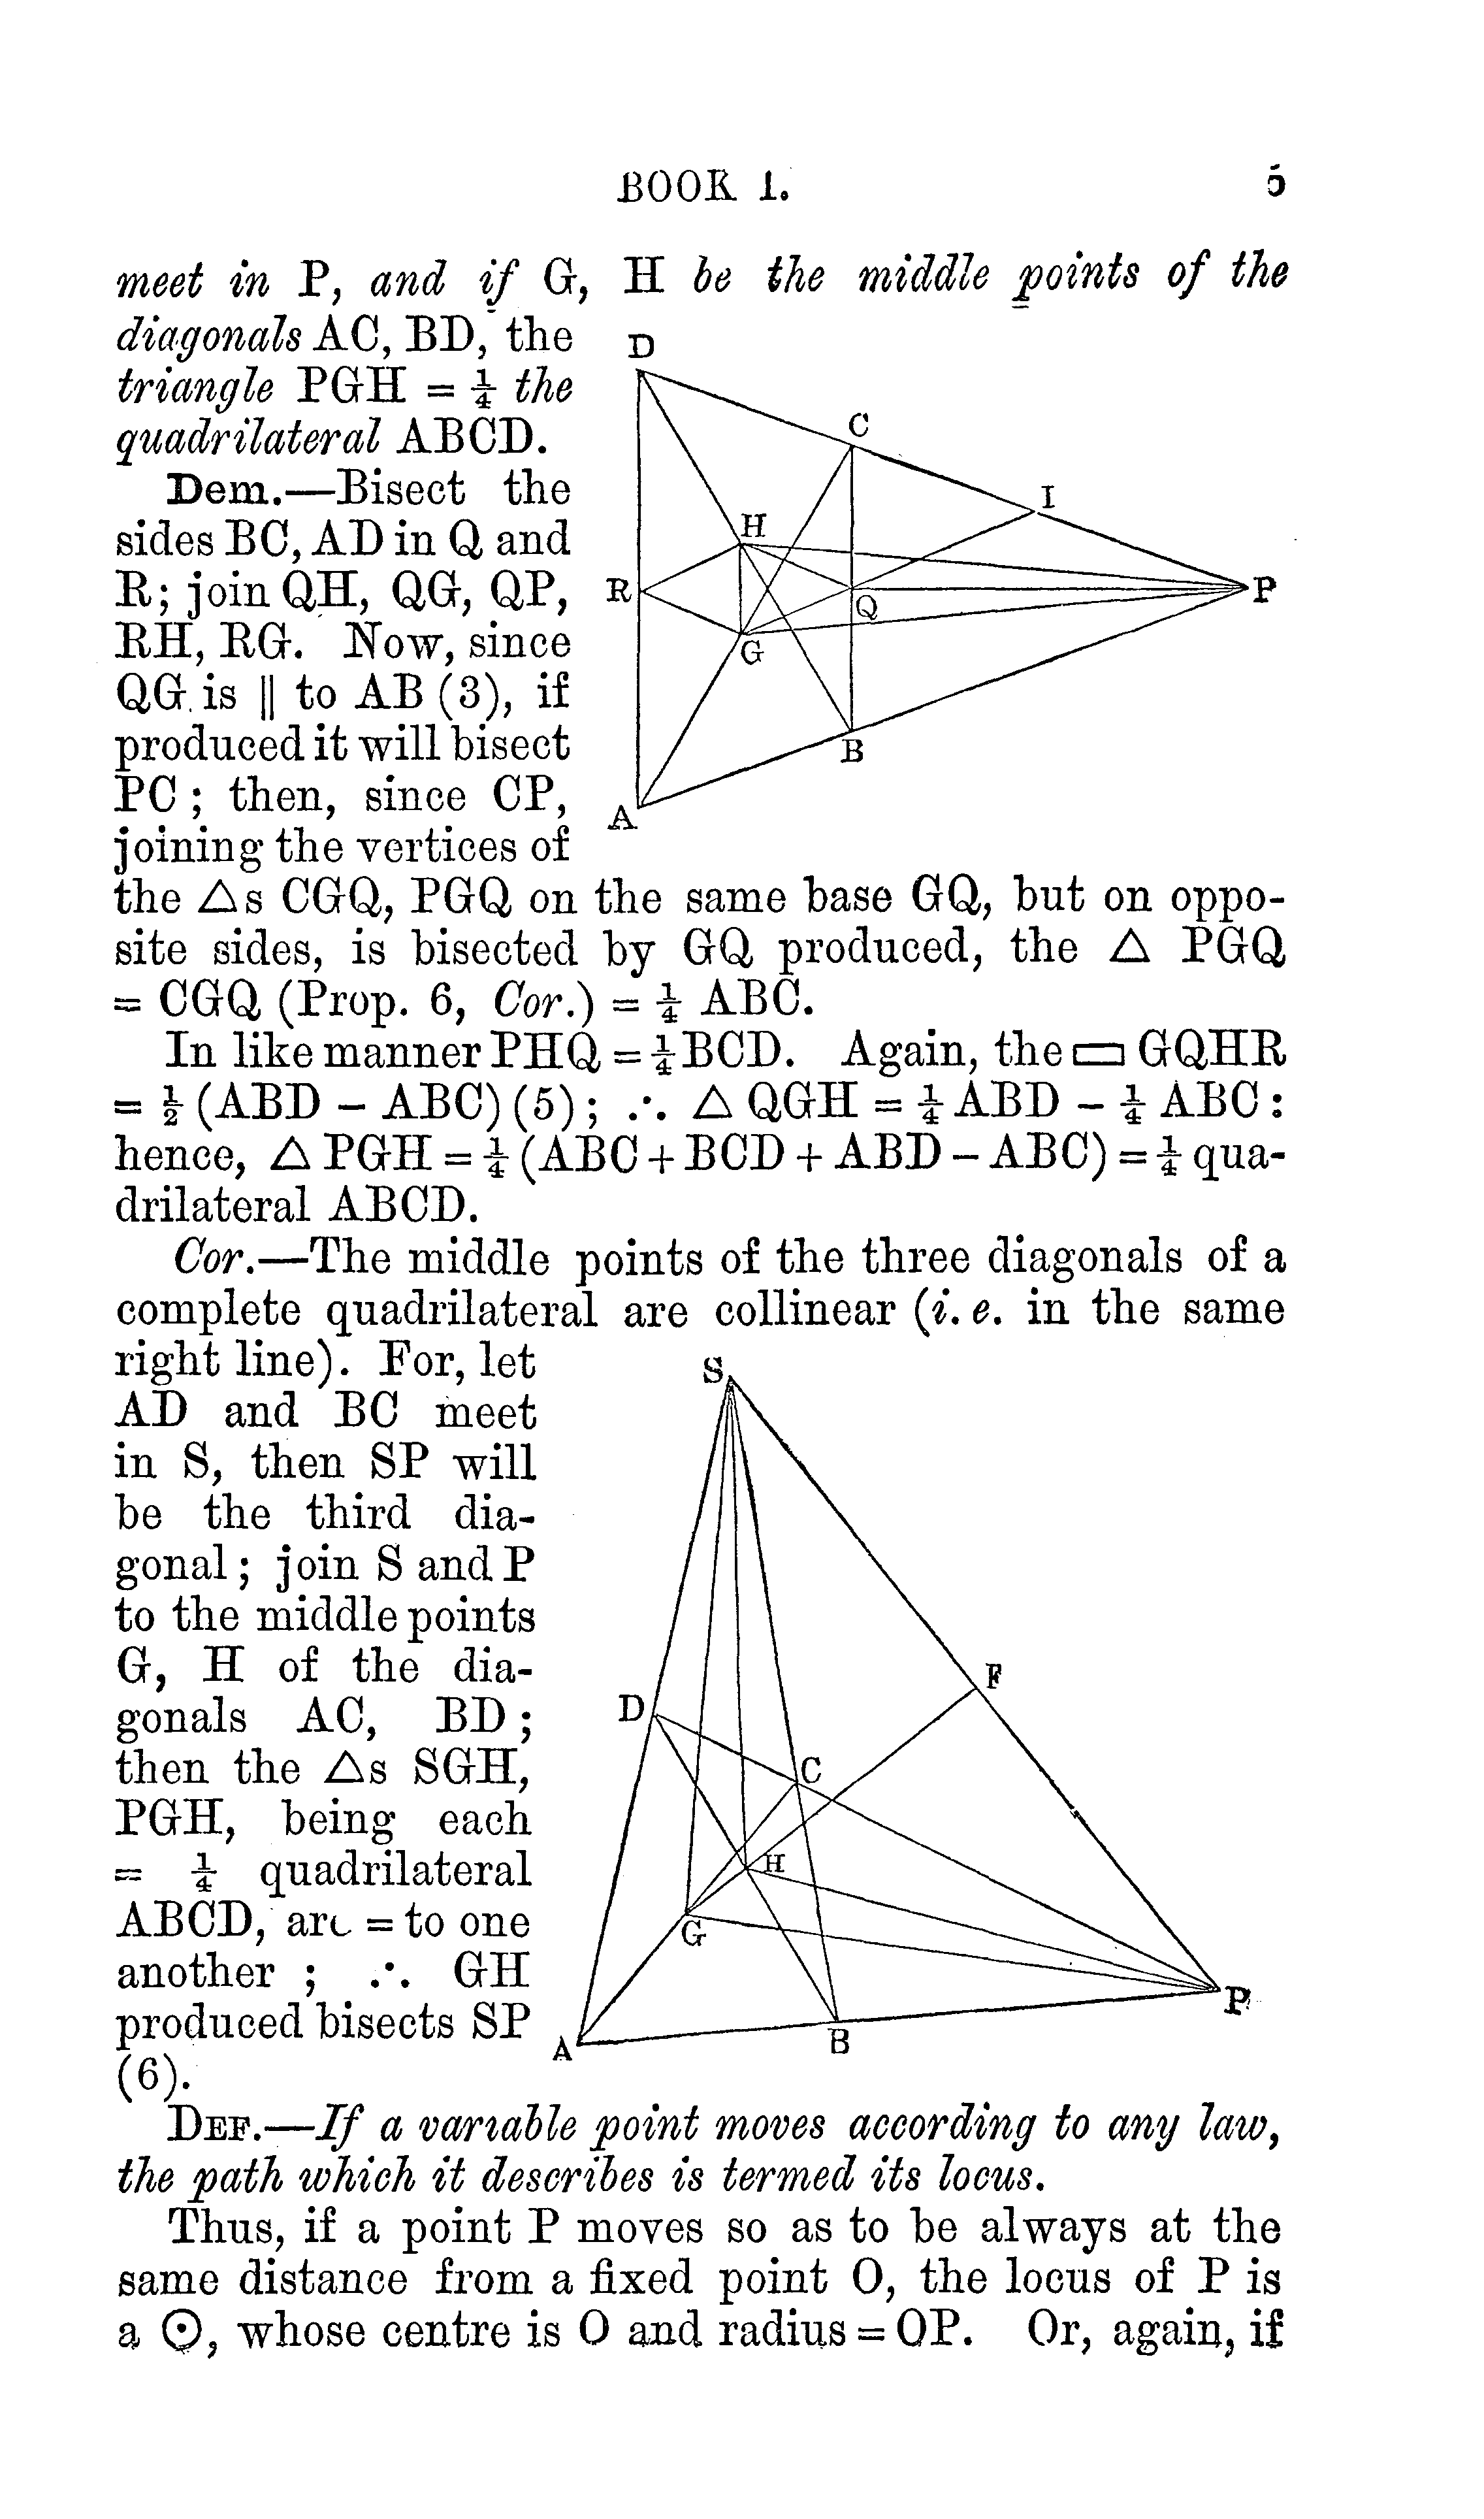 BOOK I. 5
meet in P, and if G, H be the middle points of the
diagonals AC, BD, the
triangle PGH = ¼ the
quadrilateral ABCD.
Dem.—Bisect the
sides BC, AD in Q and
R; join QH, QG, QP,
RH, RG. Now, since
QG is || to AB (3), if
produced it will bisect
PC; then, since CP,
joining the vertices of
D
C
I
H
R
Q
P
G
B
A
the △s CGQ, PGQ on the same base GQ, but on oppo-
site sides, is bisected by GQ produced, the △ PGQ
= CGQ (Prop. 6, Cor.) = ¼ ABC.
In like manner PHQ = ¼ BCD. Again, the ▭ GQHR
= ½ (ABD – ABC) (5); ∴ △ QGH = ¼ ABD – ¼ ABC:
hence, △ PGH = ¼ (ABC + BCD + ABD – ABC) = ¼ qua-
drilateral ABCD.
Cor.—The middle points of the three diagonals of a
complete quadrilateral are collinear (i. e. in the same
right line). For, let
AD and BC meet
in S, then SP will
be the third dia-
gonal; join S and P
to the middle points
G, H of the dia-
gonals AC, BD;
then the △s SGH,
PGH, being each
= ¼ quadrilateral
ABCD, are = to one
another; ∴ GH
produced bisects SP
(6).
S
F
D
C
H
G
P
A
B
DEF.—If a variable point moves according to any law,
the path which it describes is termed its locus.
Thus, if a point P moves so as to be always at the
same distance from a fixed point O, the locus of P is
a ⊙, whose centre is O and radius = OP. Or, again, if